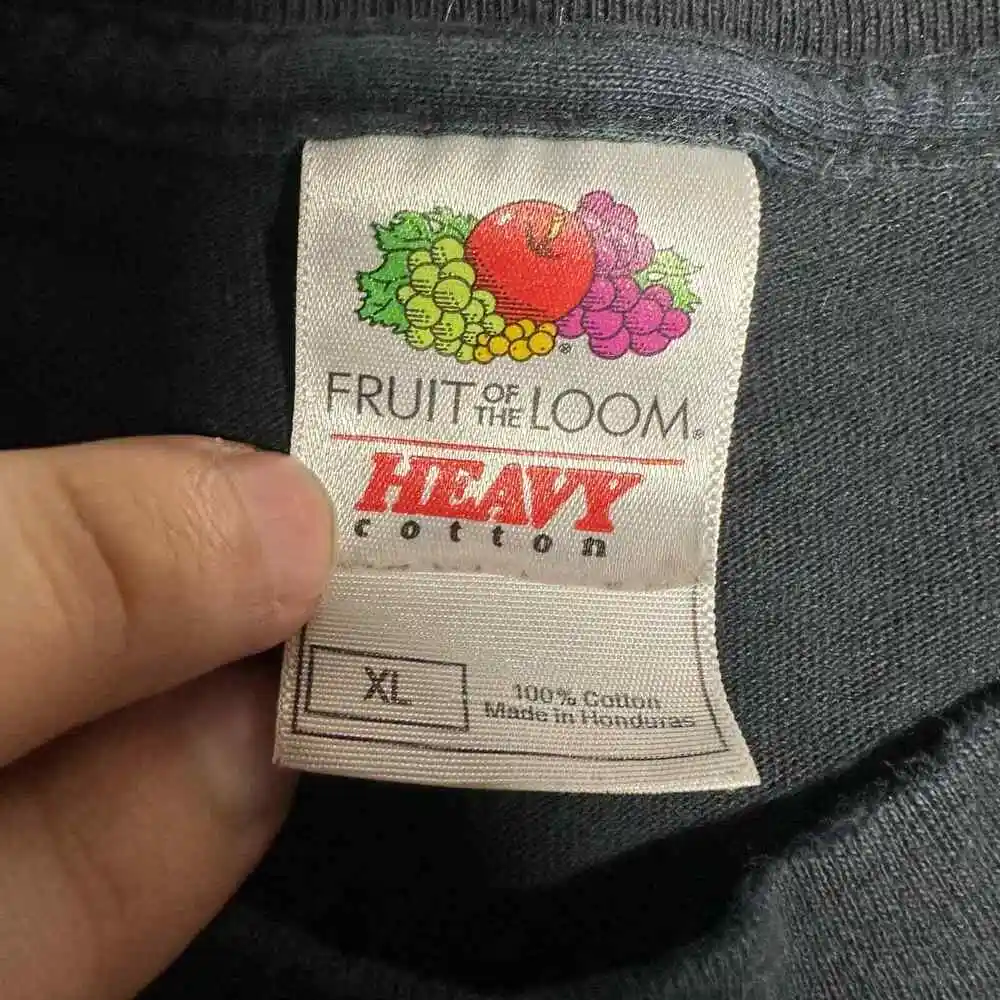 FRUIT OF THE LOOM®
HEAVY
cotton
XL
100% Cotton
Made in Honduras